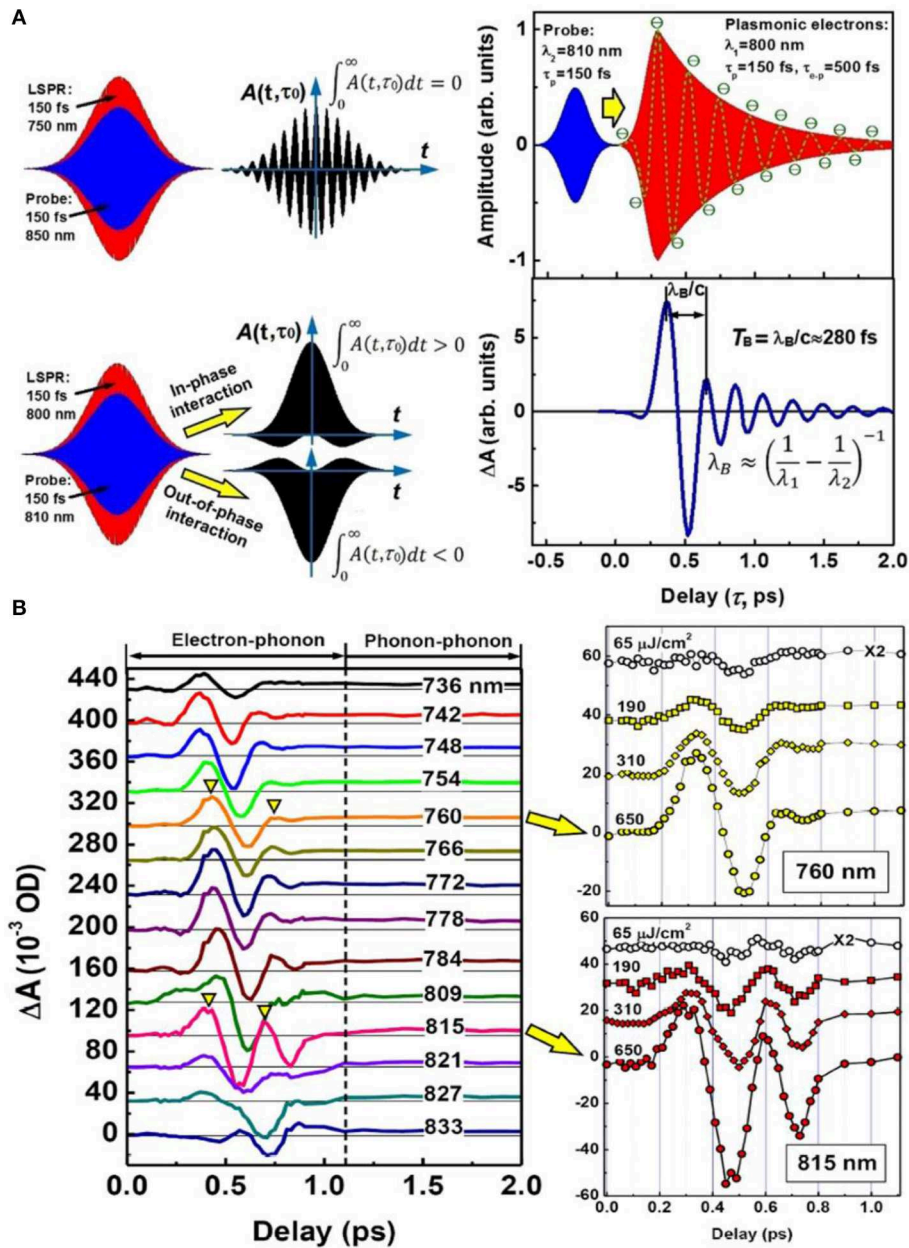 A
LSPR:
150 fs
750 nm
Probe:
150 fs
850 nm
A(t,τ₀)
∫₀^∞ A(t,τ₀)dt = 0
t
LSPR:
150 fs
800 nm
Probe:
150 fs
810 nm
In-phase
interaction
Out-of-phase
interaction
A(t,τ₀)
∫₀^∞ A(t,τ₀)dt > 0
t
t
∫₀^∞ A(t,τ₀)dt < 0
Probe:
λ₂=810 nm
τₚ=150 fs
Plasmonic electrons:
λ₁=800 nm
τₚ=150 fs, τₑ₋ₚ=500 fs
Amplitude (arb. units)
1
0
-1
λ_B/c
T_B = λ_B/c≈280 fs
λ_B ≈ (1/λ₁ − 1/λ₂)⁻¹
ΔA (arb. units)
5
0
-5
-0.5 0.0 0.5 1.0 1.5 2.0
Delay (τ, ps)
B
Electron-phonon
Phonon-phonon
ΔA (10⁻³ OD)
440
400
360
320
280
240
200
160
120
80
40
0
736 nm
742
748
754
760
766
772
778
784
809
815
821
827
833
0.0 0.5 1.0 1.5 2.0
Delay (ps)
65 μJ/cm²
X2
190
310
650
760 nm
60
40
20
0
-20
65 μJ/cm²
X2
190
310
650
815 nm
60
40
20
0
-20
-40
-60
0.0 0.2 0.4 0.6 0.8 1.0
Delay (ps)